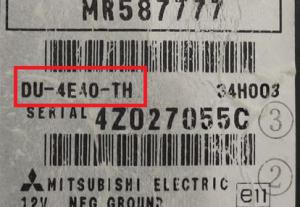 MR587777
DU-4E40-TH 34H003
SERIAL 4Z027055C
3
2
MITSUBISHI ELECTRIC
12V NEG GROUND e11